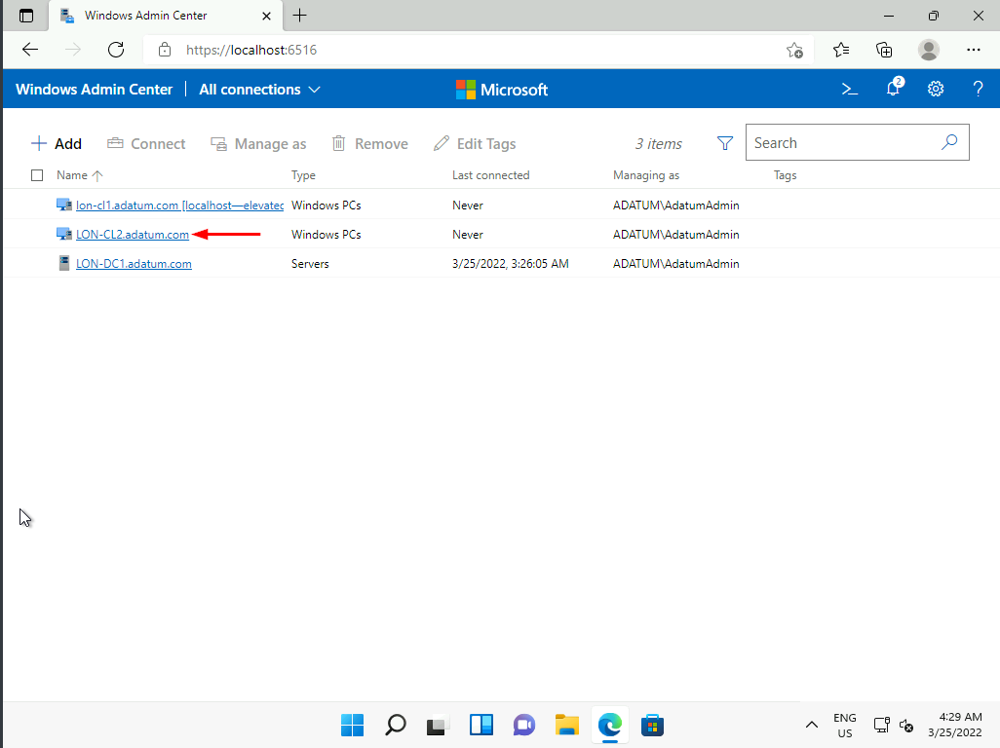 Windows Admin Center
https://localhost:6516
Windows Admin Center All connections Microsoft 2
Add Connect Manage as Remove Edit Tags 3 items Search
Name Type Last connected Managing as Tags
lon-cl1.adatum.com [localhost—elevated Windows PCs Never ADATUM\AdatumAdmin
LON-CL2.adatum.com Windows PCs Never ADATUM\AdatumAdmin
LON-DC1.adatum.com Servers 3/25/2022, 3:26:05 AM ADATUM\AdatumAdmin
ENG 4:29 AM
US 3/25/2022